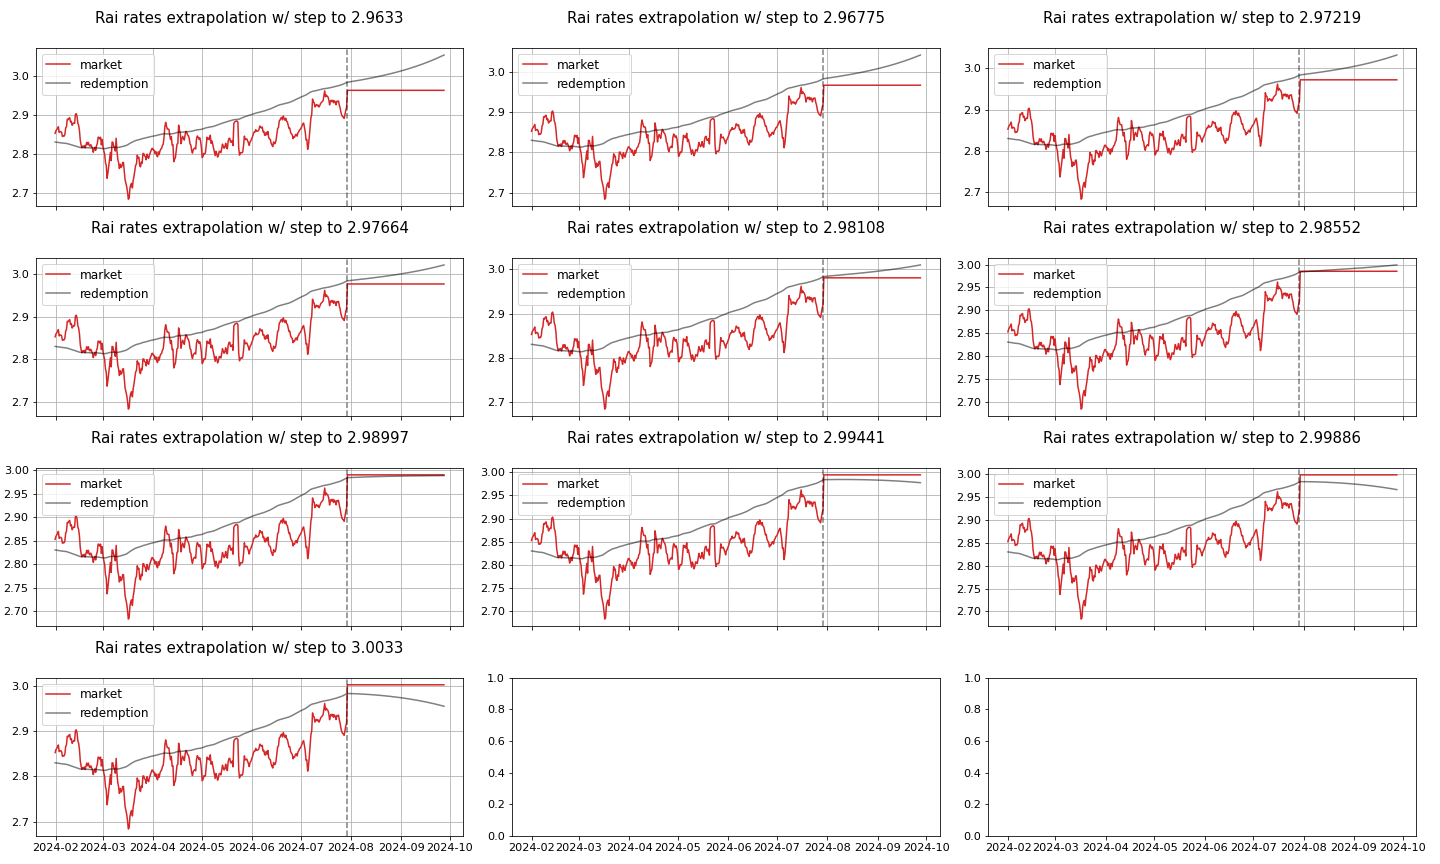 Rai rates extrapolation w/ step to 2.9633
3.0
2.9
2.8
2.7
market
redemption
Rai rates extrapolation w/ step to 2.96775
3.0
2.9
2.8
2.7
market
redemption
Rai rates extrapolation w/ step to 2.97219
3.0
2.9
2.8
2.7
market
redemption
Rai rates extrapolation w/ step to 2.97664
3.0
2.9
2.8
2.7
market
redemption
Rai rates extrapolation w/ step to 2.98108
3.0
2.9
2.8
2.7
market
redemption
Rai rates extrapolation w/ step to 2.98552
3.00
2.95
2.90
2.85
2.80
2.75
2.70
market
redemption
Rai rates extrapolation w/ step to 2.98997
3.00
2.95
2.90
2.85
2.80
2.75
2.70
market
redemption
Rai rates extrapolation w/ step to 2.99441
3.00
2.95
2.90
2.85
2.80
2.75
2.70
market
redemption
Rai rates extrapolation w/ step to 2.99886
3.00
2.95
2.90
2.85
2.80
2.75
2.70
market
redemption
Rai rates extrapolation w/ step to 3.0033
3.0
2.9
2.8
2.7
market
redemption
2024-02 2024-03 2024-04 2024-05 2024-06 2024-07 2024-08 2024-09 2024-10
1.0
0.8
0.6
0.4
0.2
0.0
2024-02 2024-03 2024-04 2024-05 2024-06 2024-07 2024-08 2024-09 2024-10
1.0
0.8
0.6
0.4
0.2
0.0
2024-02 2024-03 2024-04 2024-05 2024-06 2024-07 2024-08 2024-09 2024-10